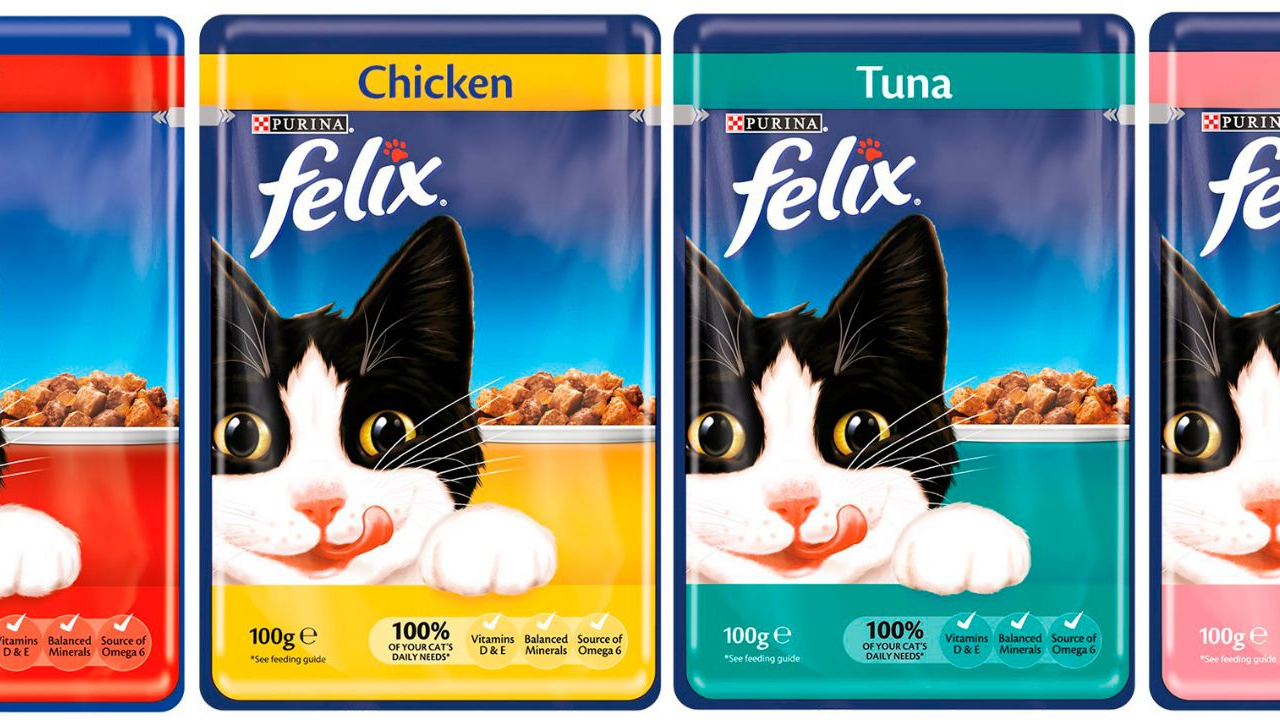 Vitamins
D & E
Balanced
Minerals
Source of
Omega 6
Chicken
PURINA®
felix®
100g ℮
*See feeding guide
100%
OF YOUR CAT'S
DAILY NEEDS*
Vitamins
D & E
Balanced
Minerals
Source of
Omega 6
Tuna
PURINA®
felix®
100g ℮
*See feeding guide
100%
OF YOUR CAT'S
DAILY NEEDS*
Vitamins
D & E
Balanced
Minerals
Source of
Omega 6
PURIN
fe
100g ℮
*See feeding guide